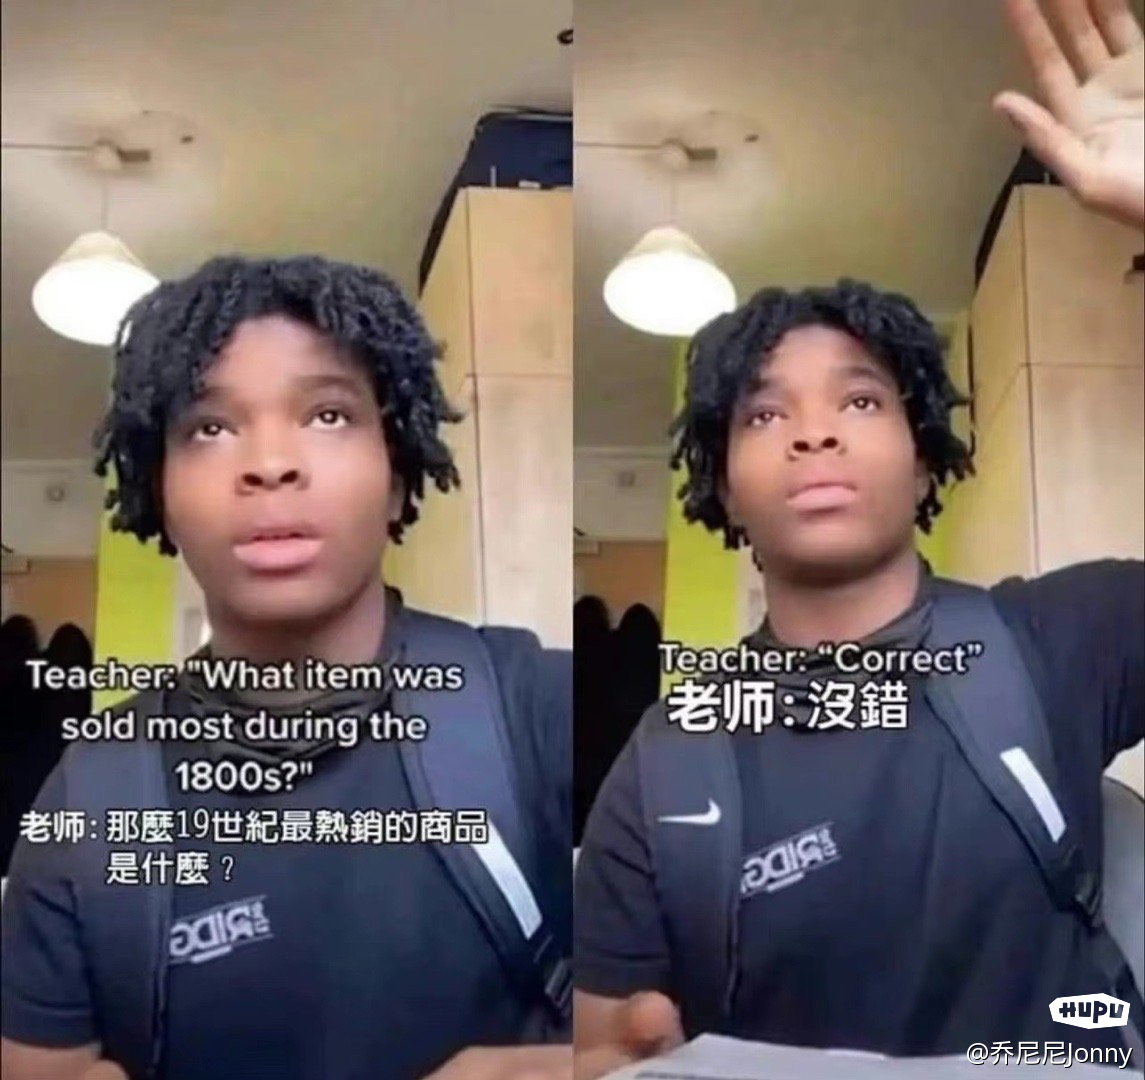 Teacher: "What item was
sold most during the
1800s?"
老师: 那麼19世紀最熱銷的商品
是什麼？
Teacher: “Correct”
老师: 沒錯
HUPU
@乔尼尼Jonny